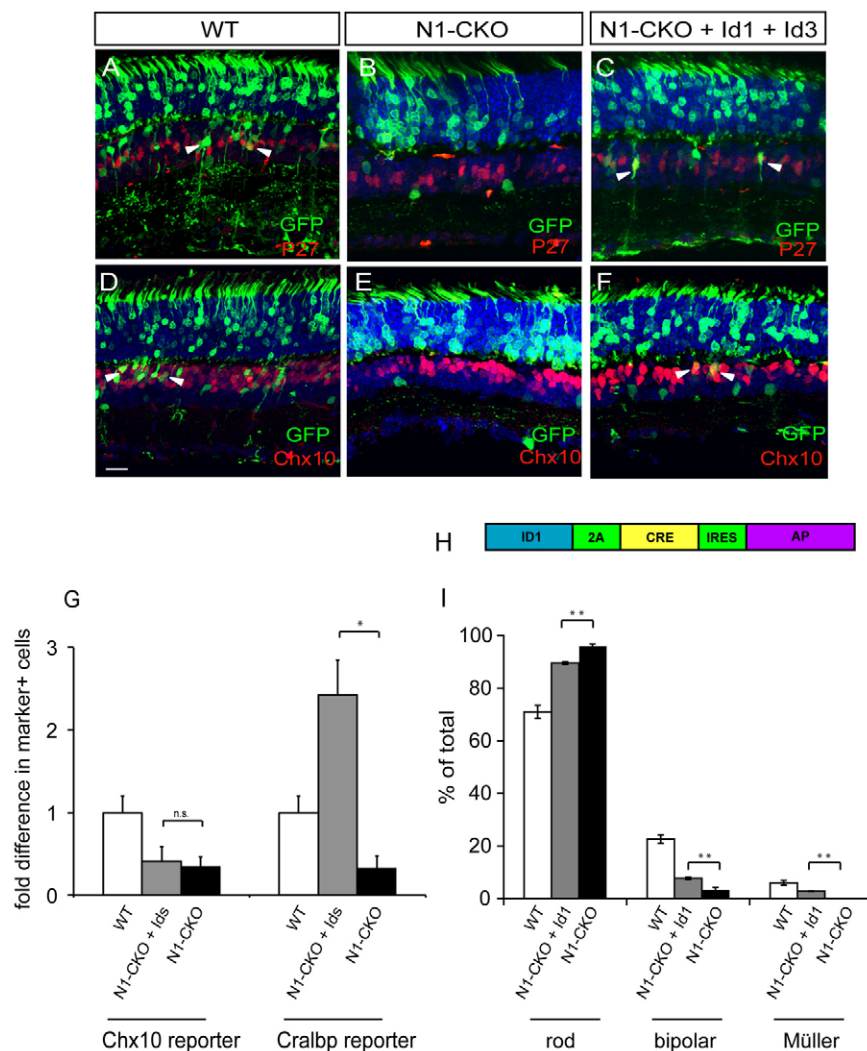 WT
N1-CKO
N1-CKO + Id1 + Id3
A
GFP
P27
B
GFP
P27
C
GFP
P27
D
GFP
Chx10
E
GFP
Chx10
F
GFP
Chx10
H
ID1 2A CRE IRES AP
G
fold difference in marker+ cells
3
2
1
0
n.s.
*
WT
N1-CKO + Ids
N1-CKO
WT
N1-CKO + Ids
N1-CKO
Chx10 reporter
Cralbp reporter
I
% of total
100
80
60
40
20
0
**
**
**
WT
N1-CKO + Id1
N1-CKO
WT
N1-CKO + Id1
N1-CKO
WT
N1-CKO + Id1
N1-CKO
rod
bipolar
Müller